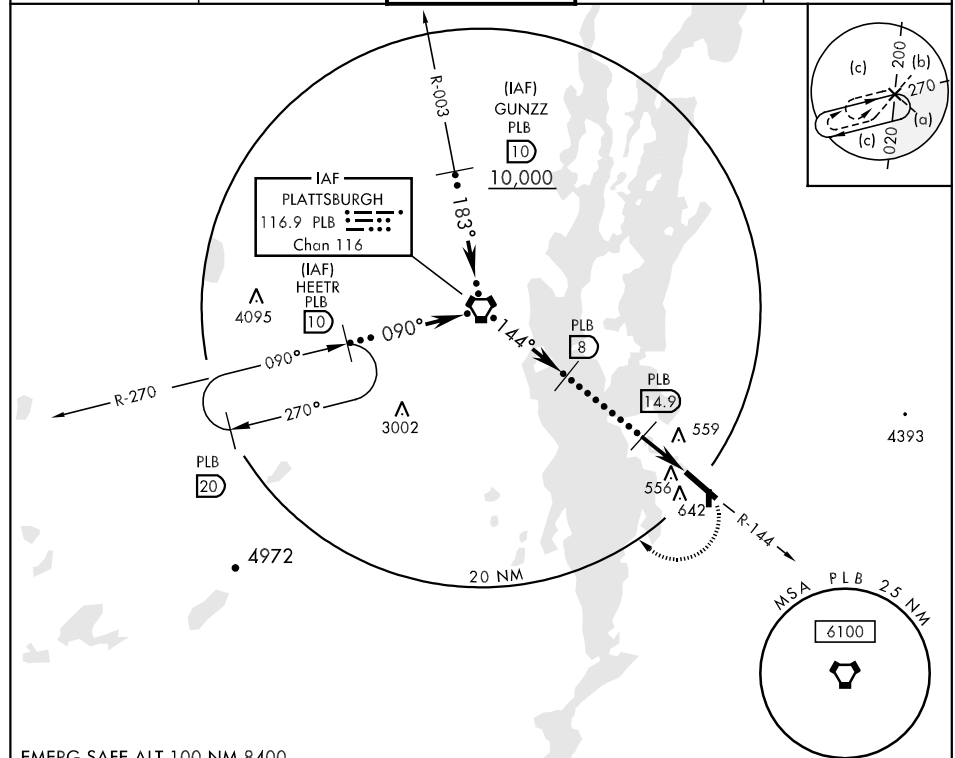 R-003
(IAF)
GUNZZ
PLB
10
10,000
183°
IAF
PLATTSBURGH
116.9 PLB
Chan 116
(IAF)
HEETR
PLB
10
4095
090°
090°
R-270
270°
3002
PLB
20
4972
144°
PLB
8
PLB
14.9
559
556
642
4393
R-144
20 NM
(c)
200
(b)
270
(a)
(c)
020
MSA PLB 25 NM
6100
EMERG SAFE ALT 100 NM 8400